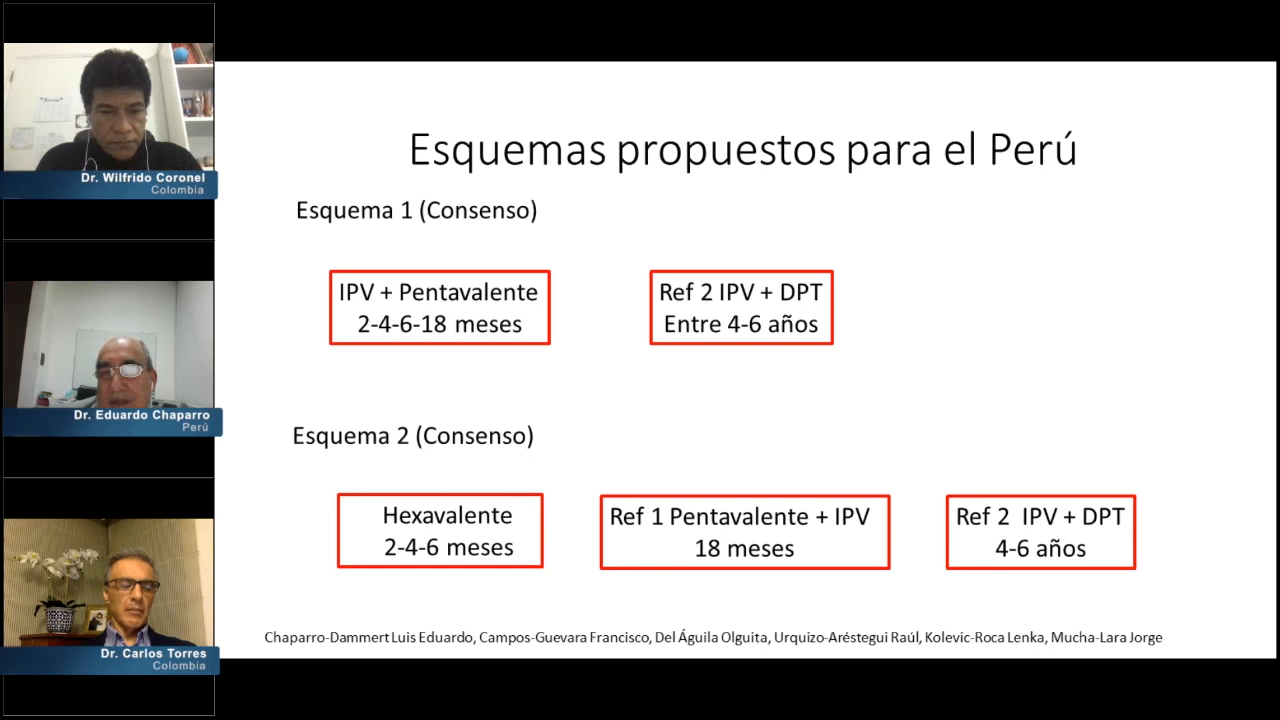 Dr. Wilfrido Coronel
Colombia
Dr. Eduardo Chaparro
Perú
Dr. Carlos Torres
Colombia
Esquemas propuestos para el Perú
Esquema 1 (Consenso)
IPV + Pentavalente
2-4-6-18 meses
Ref 2 IPV + DPT
Entre 4-6 años
Esquema 2 (Consenso)
Hexavalente
2-4-6 meses
Ref 1 Pentavalente + IPV
18 meses
Ref 2 IPV + DPT
4-6 años
Chaparro-Dammert Luis Eduardo, Campos-Guevara Francisco, Del Águila Olguita, Urquizo-Aréstegui Raúl, Kolevic-Roca Lenka, Mucha-Lara Jorge